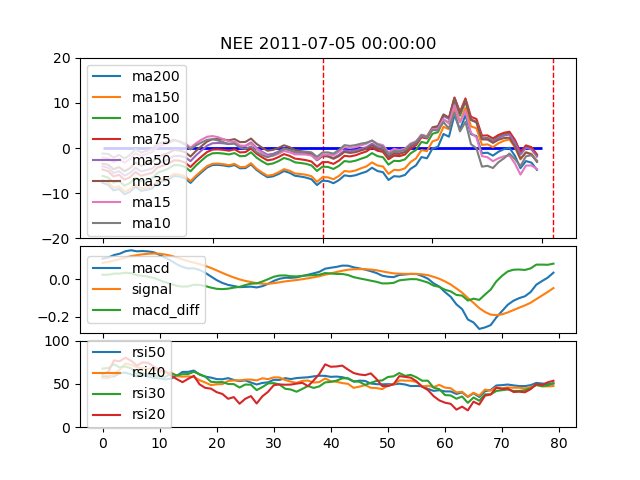 NEE 2011-07-05 00:00:00
20
10
0
−10
−20
ma200
ma150
ma100
ma75
ma50
ma35
ma15
ma10
0.0
−0.2
macd
signal
macd_diff
100
50
0
rsi50
rsi40
rsi30
rsi20
0 10 20 30 40 50 60 70 80